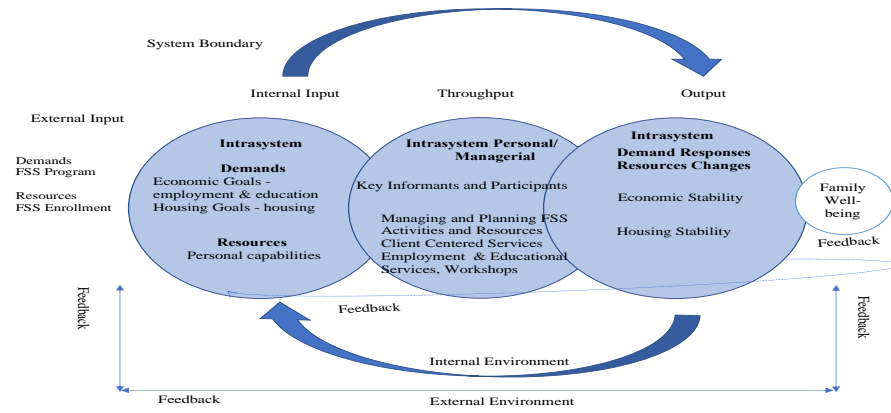 System Boundary
Internal Input
Throughput
Output
External Input
Demands
FSS Program
Resources
FSS Enrollment
Intrasystem
Demands
Economic Goals -
employment & education
Housing Goals - housing
Resources
Personal capabilities
Intrasystem Personal/
Managerial
Key Informants and Participants
Managing and Planning FSS
Activities and Resources
Client Centered Services
Employment & Educational
Services, Workshops
Intrasystem
Demand Responses
Resources Changes
Economic Stability
Housing Stability
Family
Well-
being
Feedback
Feedback
Feedback
Feedback
Internal Environment
Feedback
External Environment